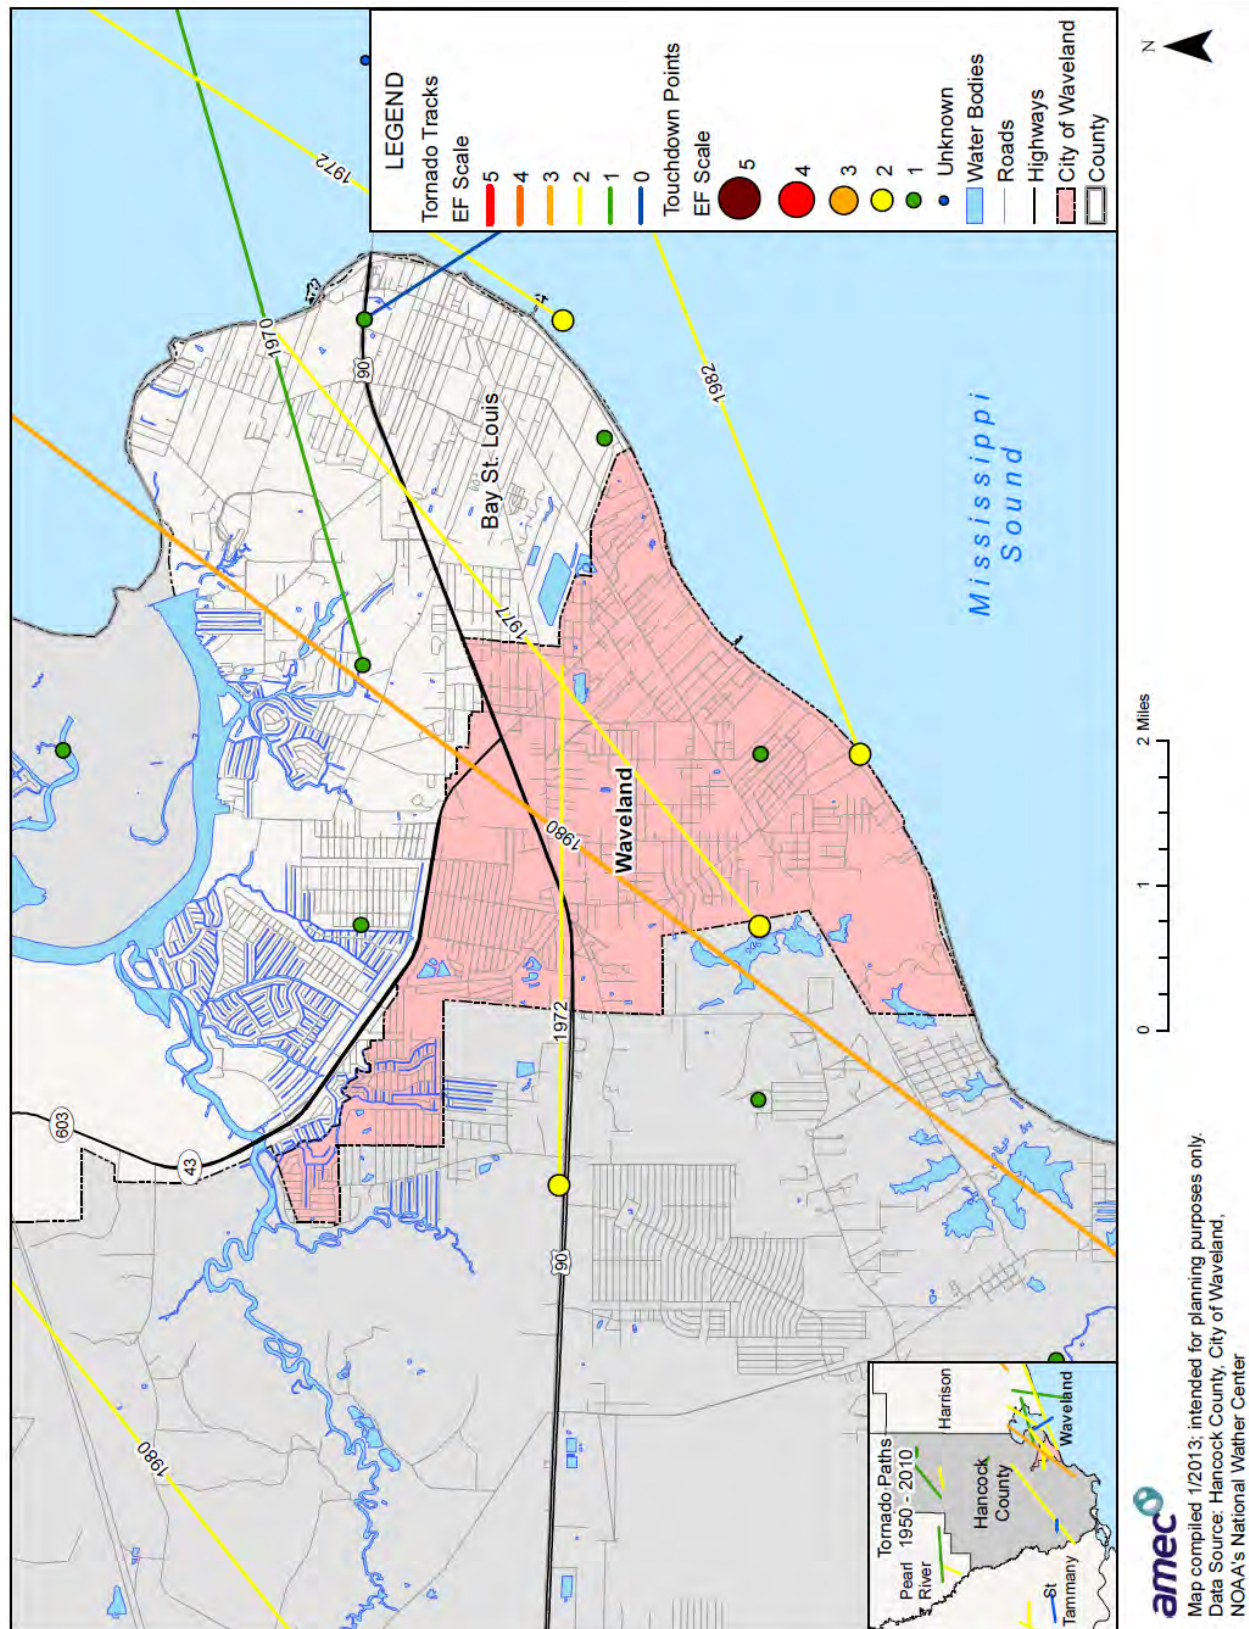 LEGEND
Tornado Tracks
EF Scale
5
4
3
2
1
0
Touchdown Points
EF Scale
5
4
3
2
1
Unknown
Water Bodies
Roads
Highways
City of Waveland
County
N
1972
1970
90
Bay St. Louis
1982
1977
Mississippi
Sound
Waveland
1980
1972
603
43
90
1980
Tornado Paths
1950 - 2010
Pearl
River
Harrison
Hancock
County
Waveland
St
Tammany's
0 1 2 Miles
amec
Map compiled 1/2013; intended for planning purposes only.
Data Source: Hancock County, City of Waveland,
NOAA's National Wather Center